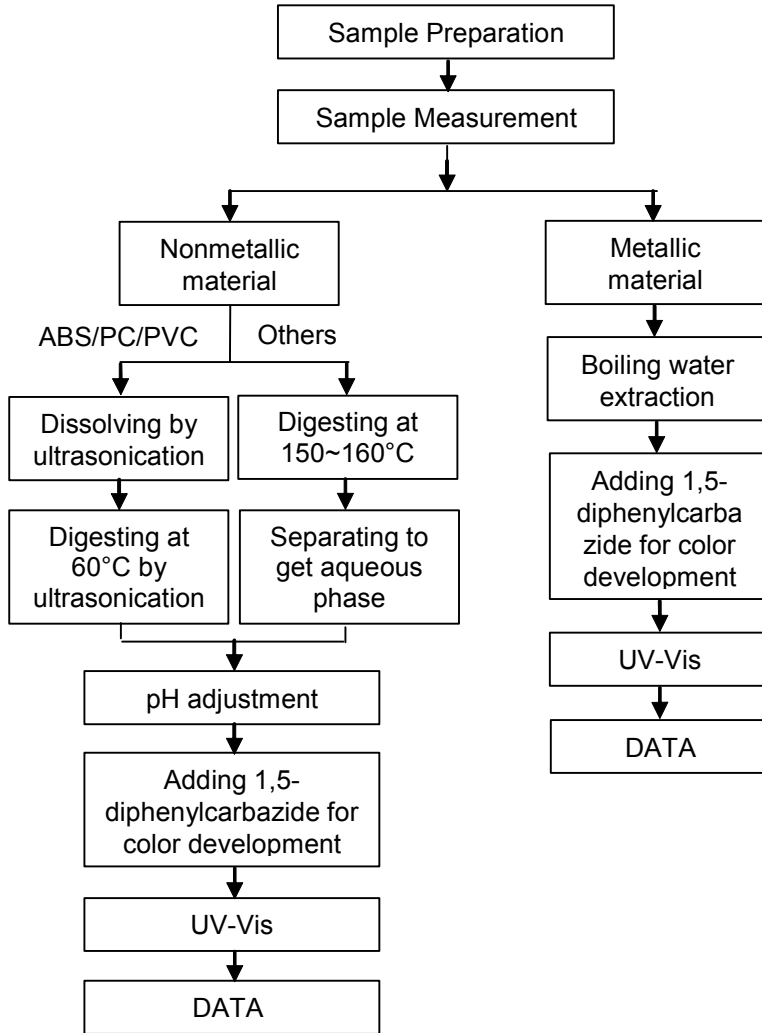 Sample Preparation
Sample Measurement
Nonmetallic
material
ABS/PC/PVC
Others
Dissolving by
ultrasonication
Digesting at
150~160°C
Digesting at
60°C by
ultrasonication
Separating to
get aqueous
phase
pH adjustment
Adding 1,5-
diphenylcarbazide for
color development
UV-Vis
DATA
Metallic
material
Boiling water
extraction
Adding 1,5-
diphenylcarba
zide for color
development
UV-Vis
DATA